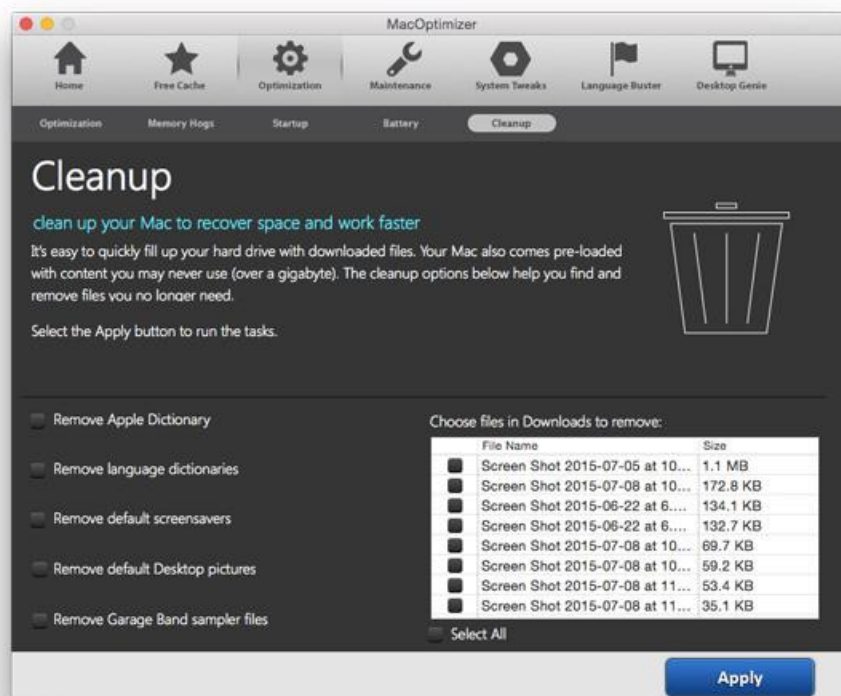 MacOptimizer
Home
Free Cache
Optimization
Maintenance
System Tweaks
Language Buster
Desktop Genie
Optimization
Memory Hogs
Startup
Battery
Cleanup
Cleanup
clean up your Mac to recover space and work faster
It's easy to quickly fill up your hard drive with downloaded files. Your Mac also comes pre-loaded
with content you may never use (over a gigabyte). The cleanup options below help you find and
remove files you no longer need.
Select the Apply button to run the tasks.
Remove Apple Dictionary
Remove language dictionaries
Remove default screensavers
Remove default Desktop pictures
Remove Garage Band sampler files
Choose files in Downloads to remove:
File Name Size
Screen Shot 2015-07-05 at 10... 1.1 MB
Screen Shot 2015-07-08 at 10... 172.8 KB
Screen Shot 2015-06-22 at 6.... 134.1 KB
Screen Shot 2015-06-22 at 6.... 132.7 KB
Screen Shot 2015-07-08 at 10... 69.7 KB
Screen Shot 2015-07-08 at 10... 59.2 KB
Screen Shot 2015-07-08 at 11... 53.4 KB
Screen Shot 2015-07-08 at 11... 35.1 KB
Select All
Apply